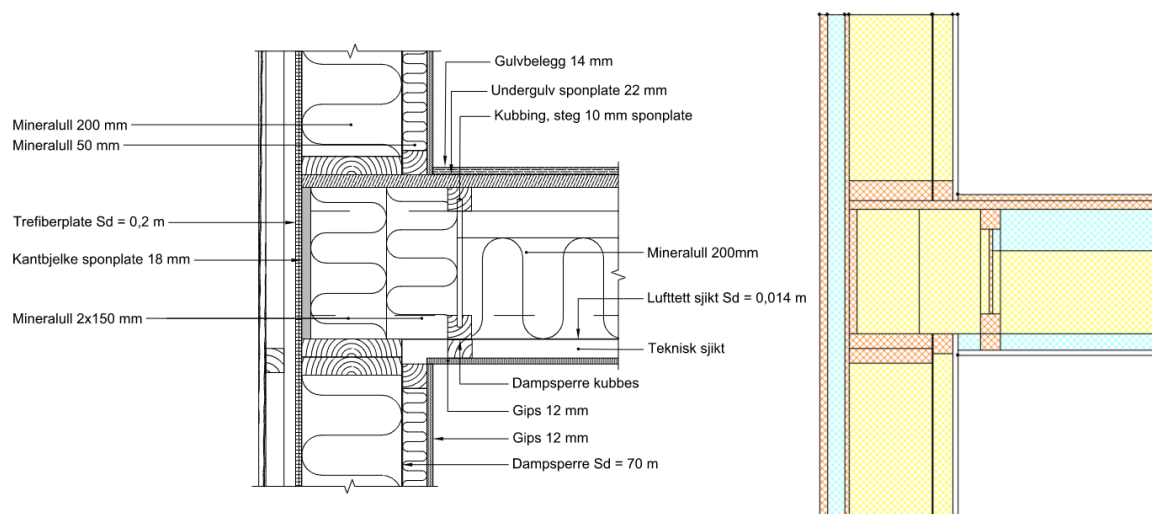 Gulvbelegg 14 mm
Undergulv sponplate 22 mm
Kubbing, steg 10 mm sponplate
Mineralull 200 mm
Mineralull 50 mm
Trefiberplate Sd = 0,2 m
Kantbjelke sponplate 18 mm
Mineralull 200mm
Lufttett sjikt Sd = 0,014 m
Mineralull 2x150 mm
Teknisk sjikt
Dampsperre kubbes
Gips 12 mm
Gips 12 mm
Dampsperre Sd = 70 m